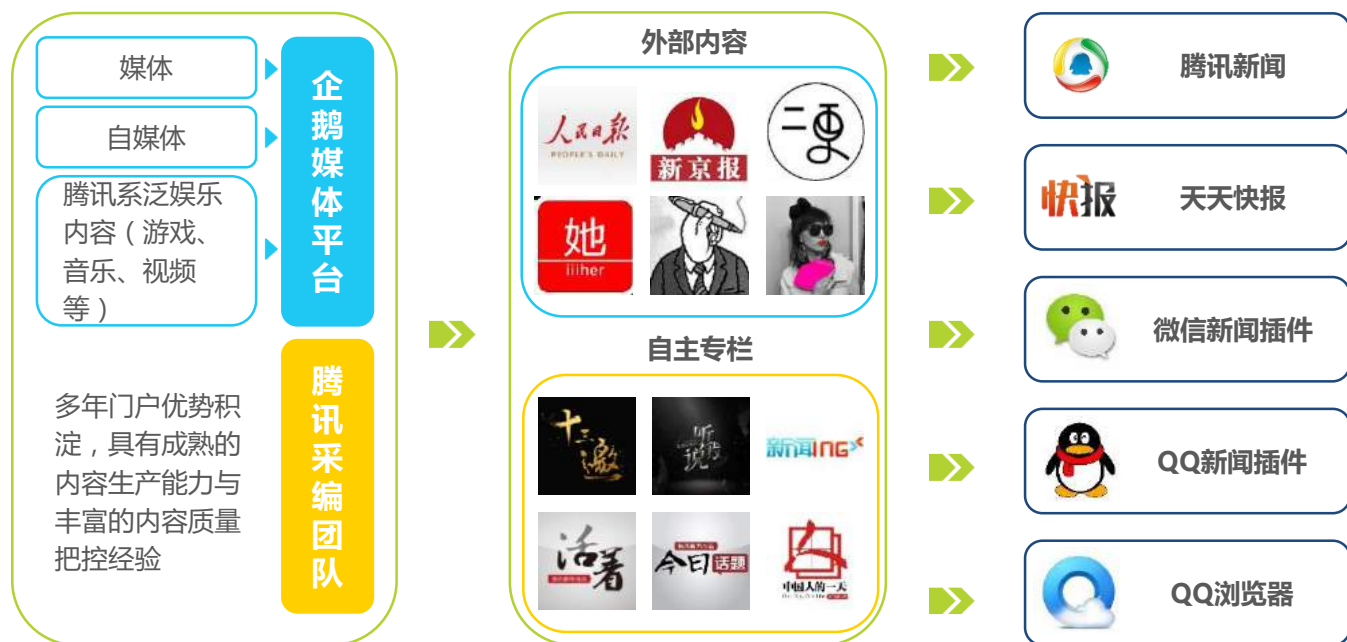 媒体
自媒体
腾讯系泛娱乐
内容（游戏、
音乐、视频
等）
企鹅媒体平台
多年门户优势积
淀，具有成熟的
内容生产能力与
丰富的内容质量
把控经验
腾讯采编团队
外部内容
人民日报
PEOPLE'S DAILY
新京报
二更
她
iiiher
自主专栏
十三邀
听说
新闻ING
活着
今日话题
中国人的一天
腾讯新闻
快报
天天快报
微信新闻插件
QQ新闻插件
QQ浏览器